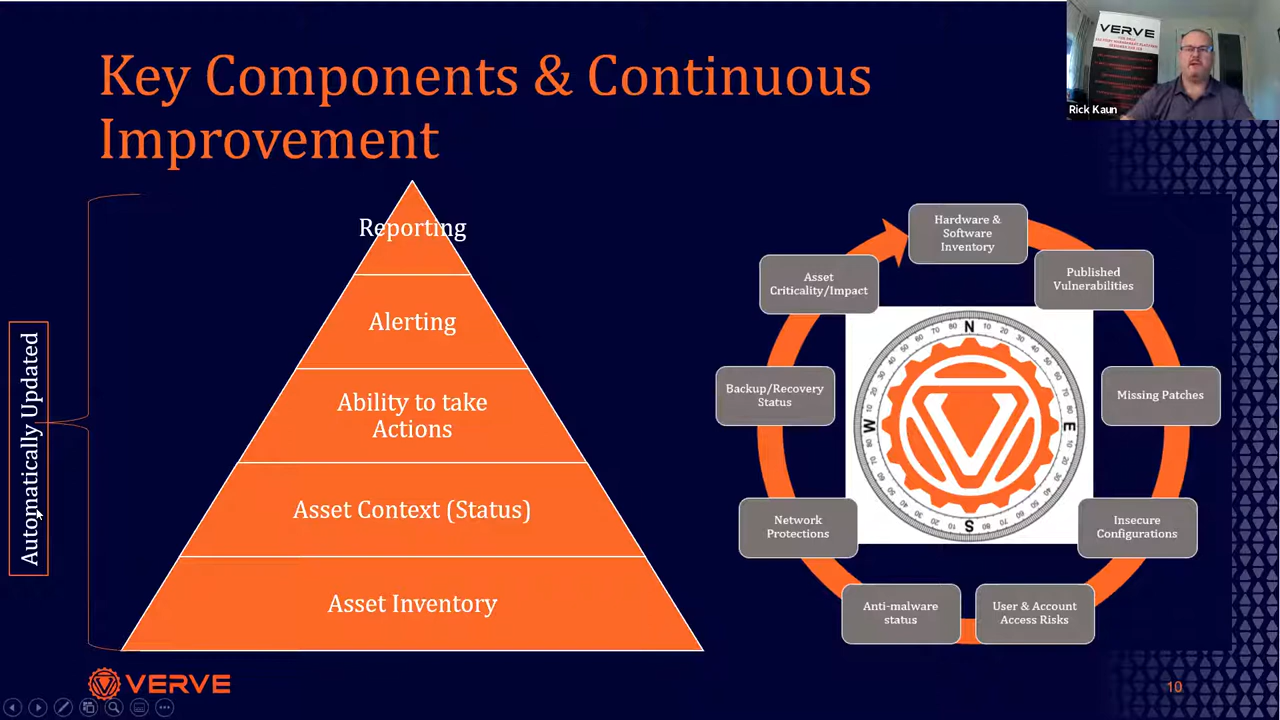 Key Components & Continuous
Improvement
VERVE
Rick Kaun
Automatically Updated
Reporting
Alerting
Ability to take
Actions
Asset Context (Status)
Asset Inventory
Hardware &
Software
Inventory
Published
Vulnerabilities
Missing Patches
Insecure
Configurations
User & Account
Access Risks
Anti-malware
status
Network
Protections
Backup/Recovery
Status
Asset
Criticality/Impact
N
E
S
W
VERVE
10